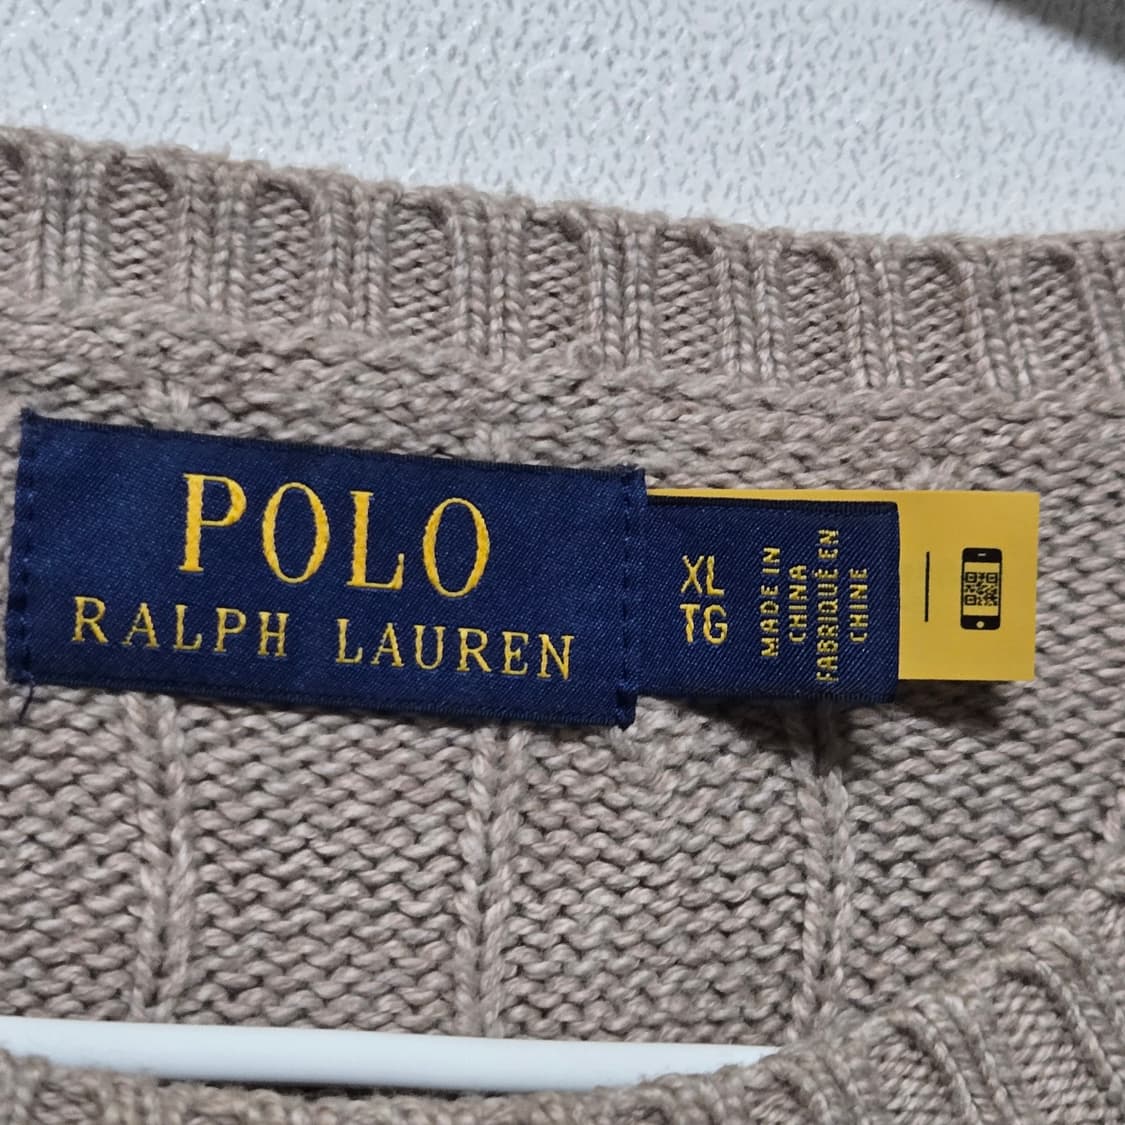 POLO
RALPH LAUREN
XL
TG
MADE IN
CHINA
FABRIQUÉ EN
CHINE